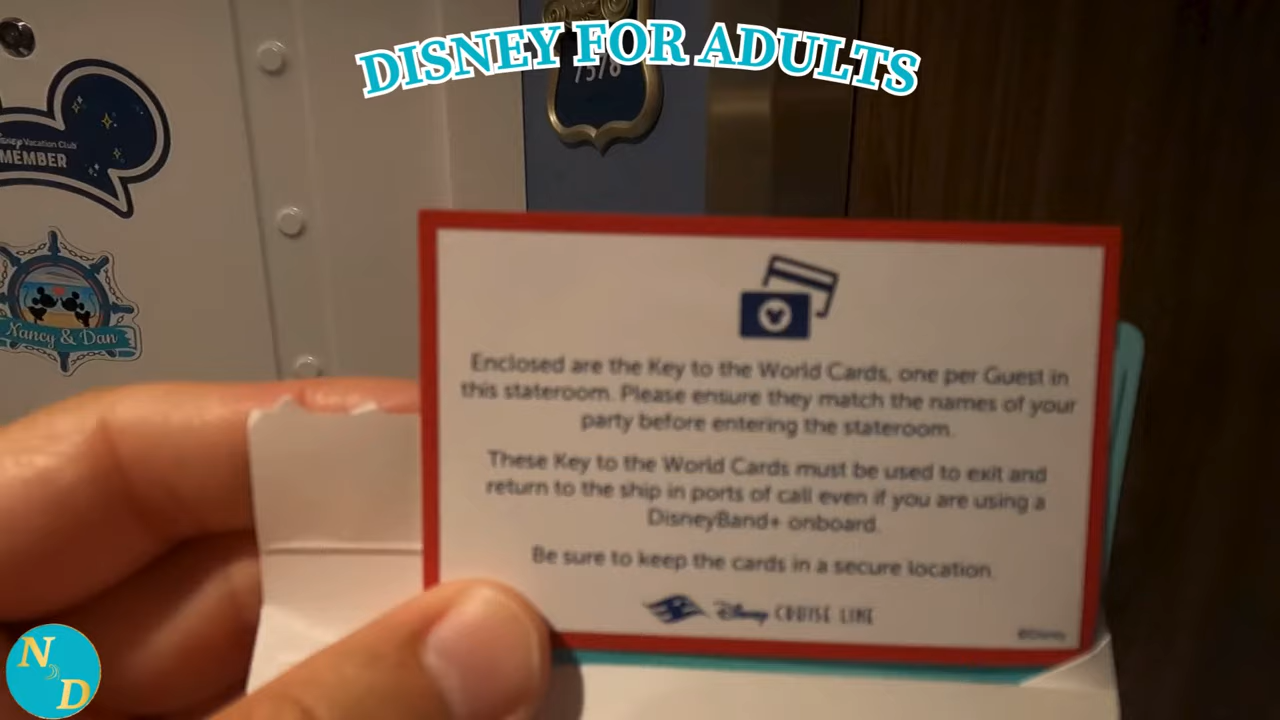 DISNEY FOR ADULTS
7578
Disney Vacation Club
MEMBER
Nancy & Dan
Enclosed are the Key to the World Cards, one per Guest in
this stateroom. Please ensure they match the names of your
party before entering the stateroom.
These Key to the World Cards must be used to exit and
return to the ship in ports of call even if you are using a
DisneyBand+ onboard.
Be sure to keep the cards in a secure location.
Disney CRUISE LINE
©Disney
N
D